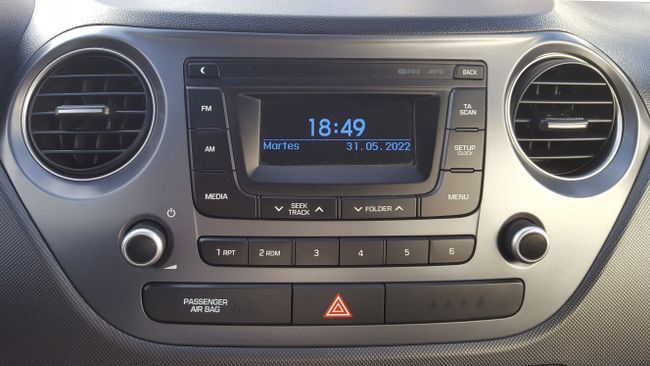 MP3
BACK
FM
AM
MEDIA
18:49
Martes 31.05.2022
TA
SCAN
SETUP
CLOCK
MENU
SEEK
TRACK
FOLDER
1 RPT
2 RDM
3
4
5
6
PASSENGER
AIR BAG